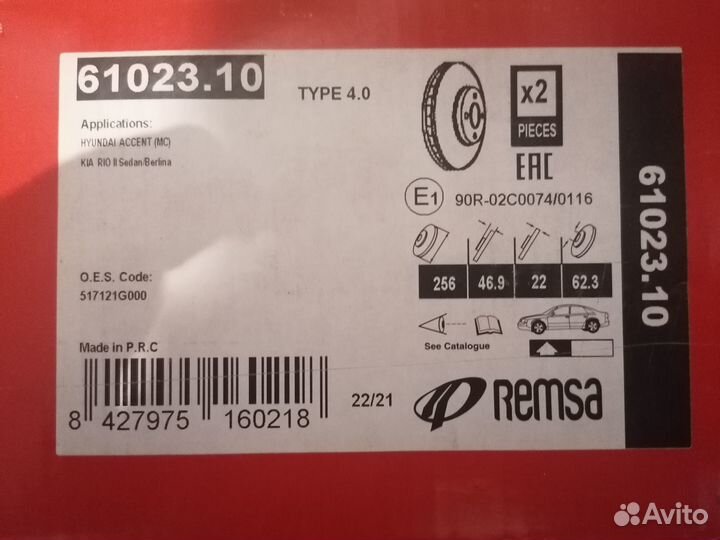 61023.10
TYPE 4.0
x2
PIECES
Applications:
HYUNDAI ACCENT (MC)
KIA RIO II Sedan/Berlina
EAC
E1 90R-02C0074/0116
256 46.9 22 62.3
O.E.S. Code:
517121G000
See Catalogue
Made in P.R.C
8 427975 160218
22/21
Remsa
61023.10
Avito